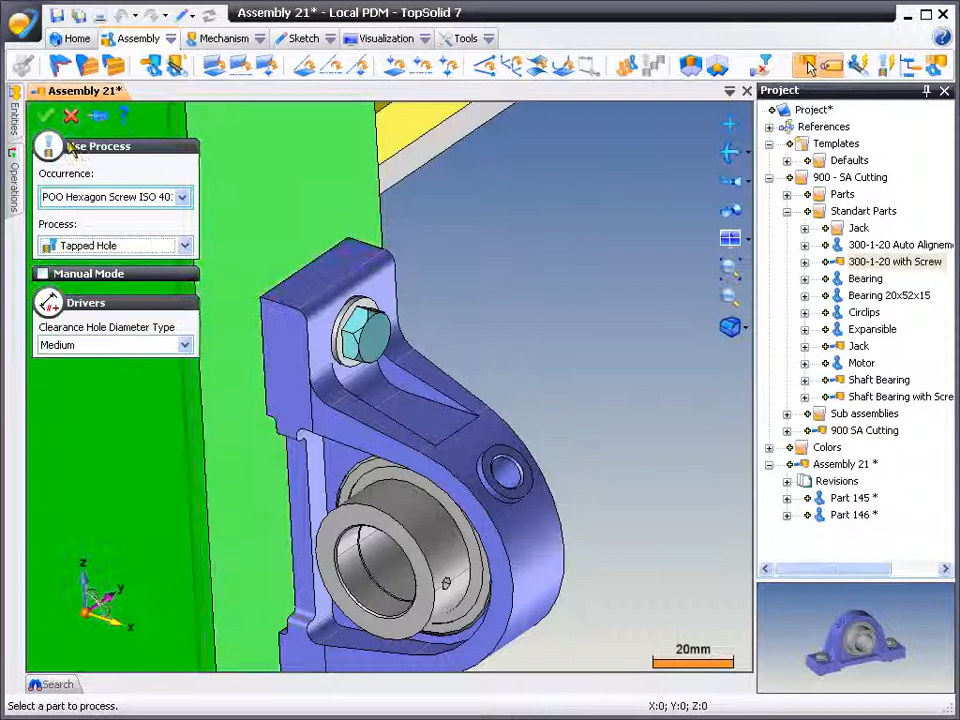 Assembly 21* - Local PDM - TopSolid 7
Home
Assembly
Mechanism
Sketch
Visualization
Tools
Assembly 21*
Project
Entities
Operations
Use Process
Occurrence:
POO Hexagon Screw ISO 40:
Process:
Tapped Hole
Manual Mode
Drivers
Clearance Hole Diameter Type
Medium
Project*
References
Templates
Defaults
900 - SA Cutting
Parts
Standart Parts
Jack
300-1-20 Auto Alignem
300-1-20 with Screw
Bearing
Bearing 20x52x15
Circlips
Expansible
Jack
Motor
Shaft Bearing
Shaft Bearing with Scre
Sub assemblies
900 SA Cutting
Colors
Assembly 21 *
Revisions
Part 145 *
Part 146 *
z
y
x
20mm
Search
Select a part to process.
X:0; Y:0; Z:0